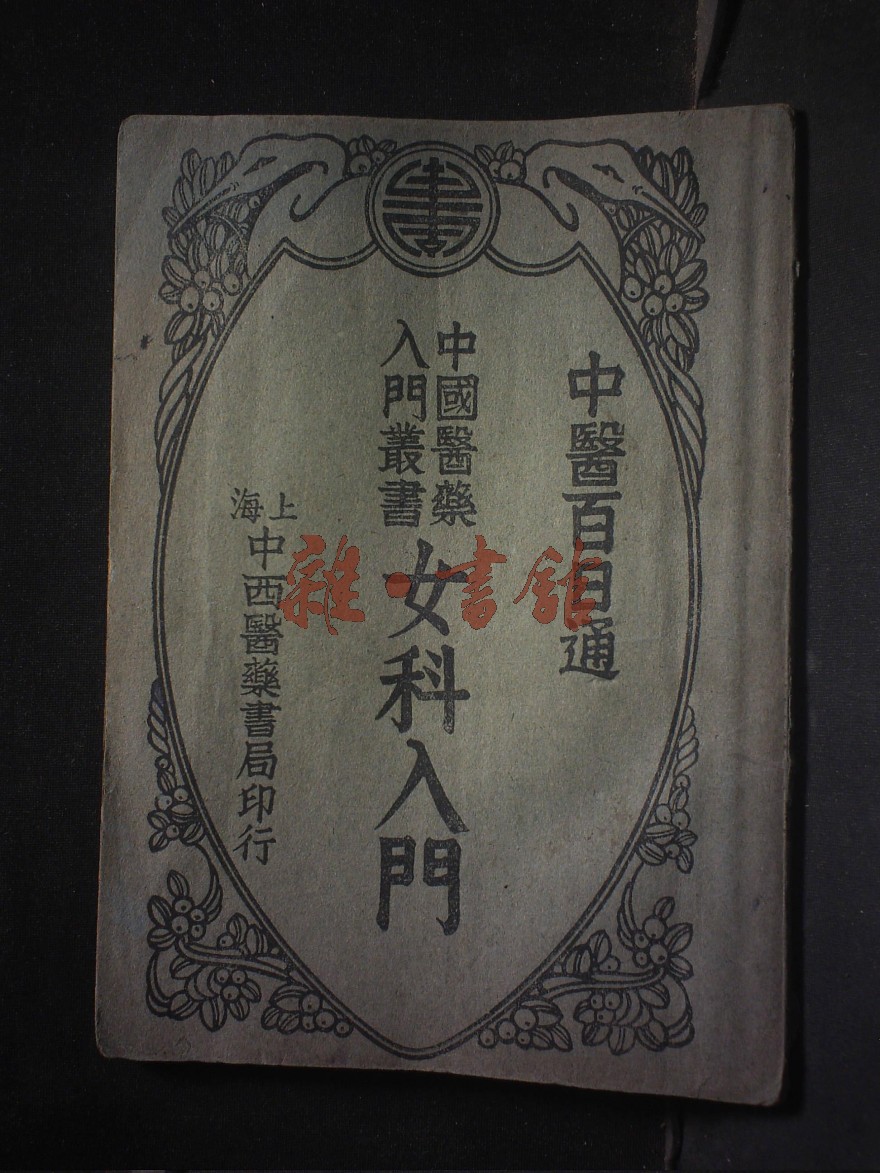 中醫百日通
中國醫藥
入門叢書
女科入門
上海
中西醫藥書局印行
雜·書館